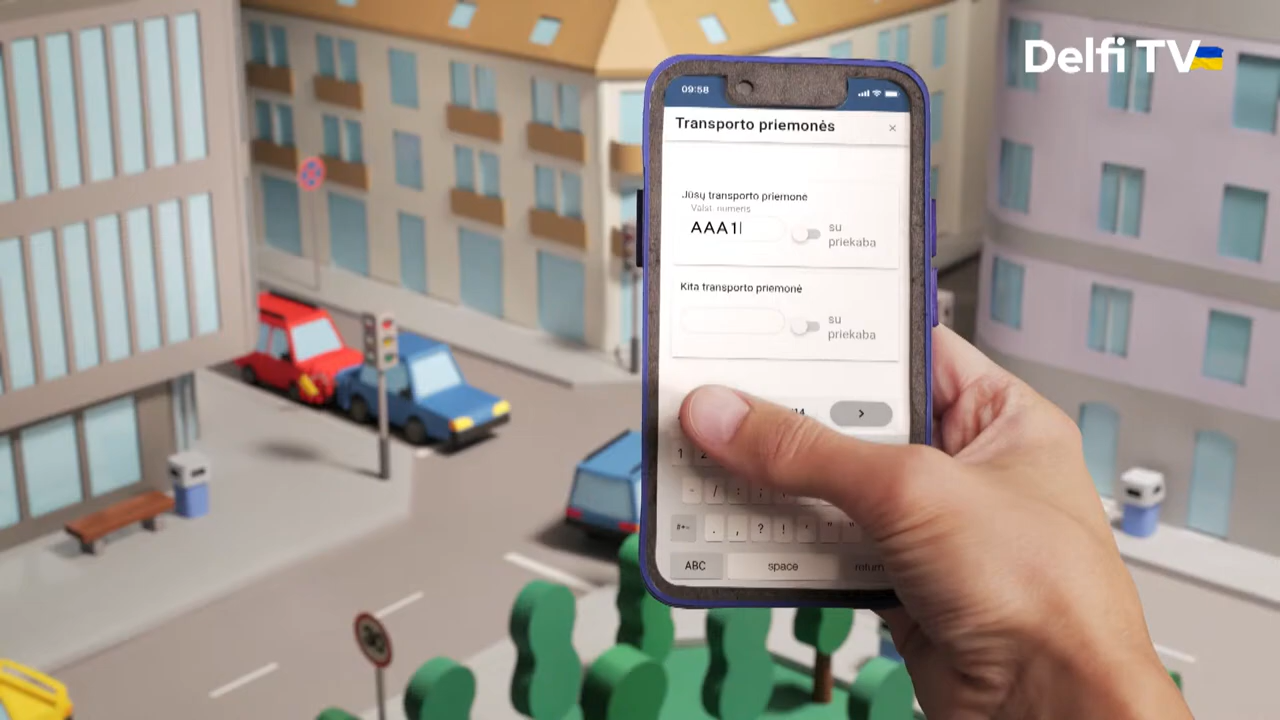 Delfi TV
09:58
Transporto priemonės ×
Jūsų transporto priemonė
Valst. numeris
AAA1
su
priekaba
Kita transporto priemonė
su
priekaba
1
- / : ;
#+= . , ? ! ' " "
ABC space return